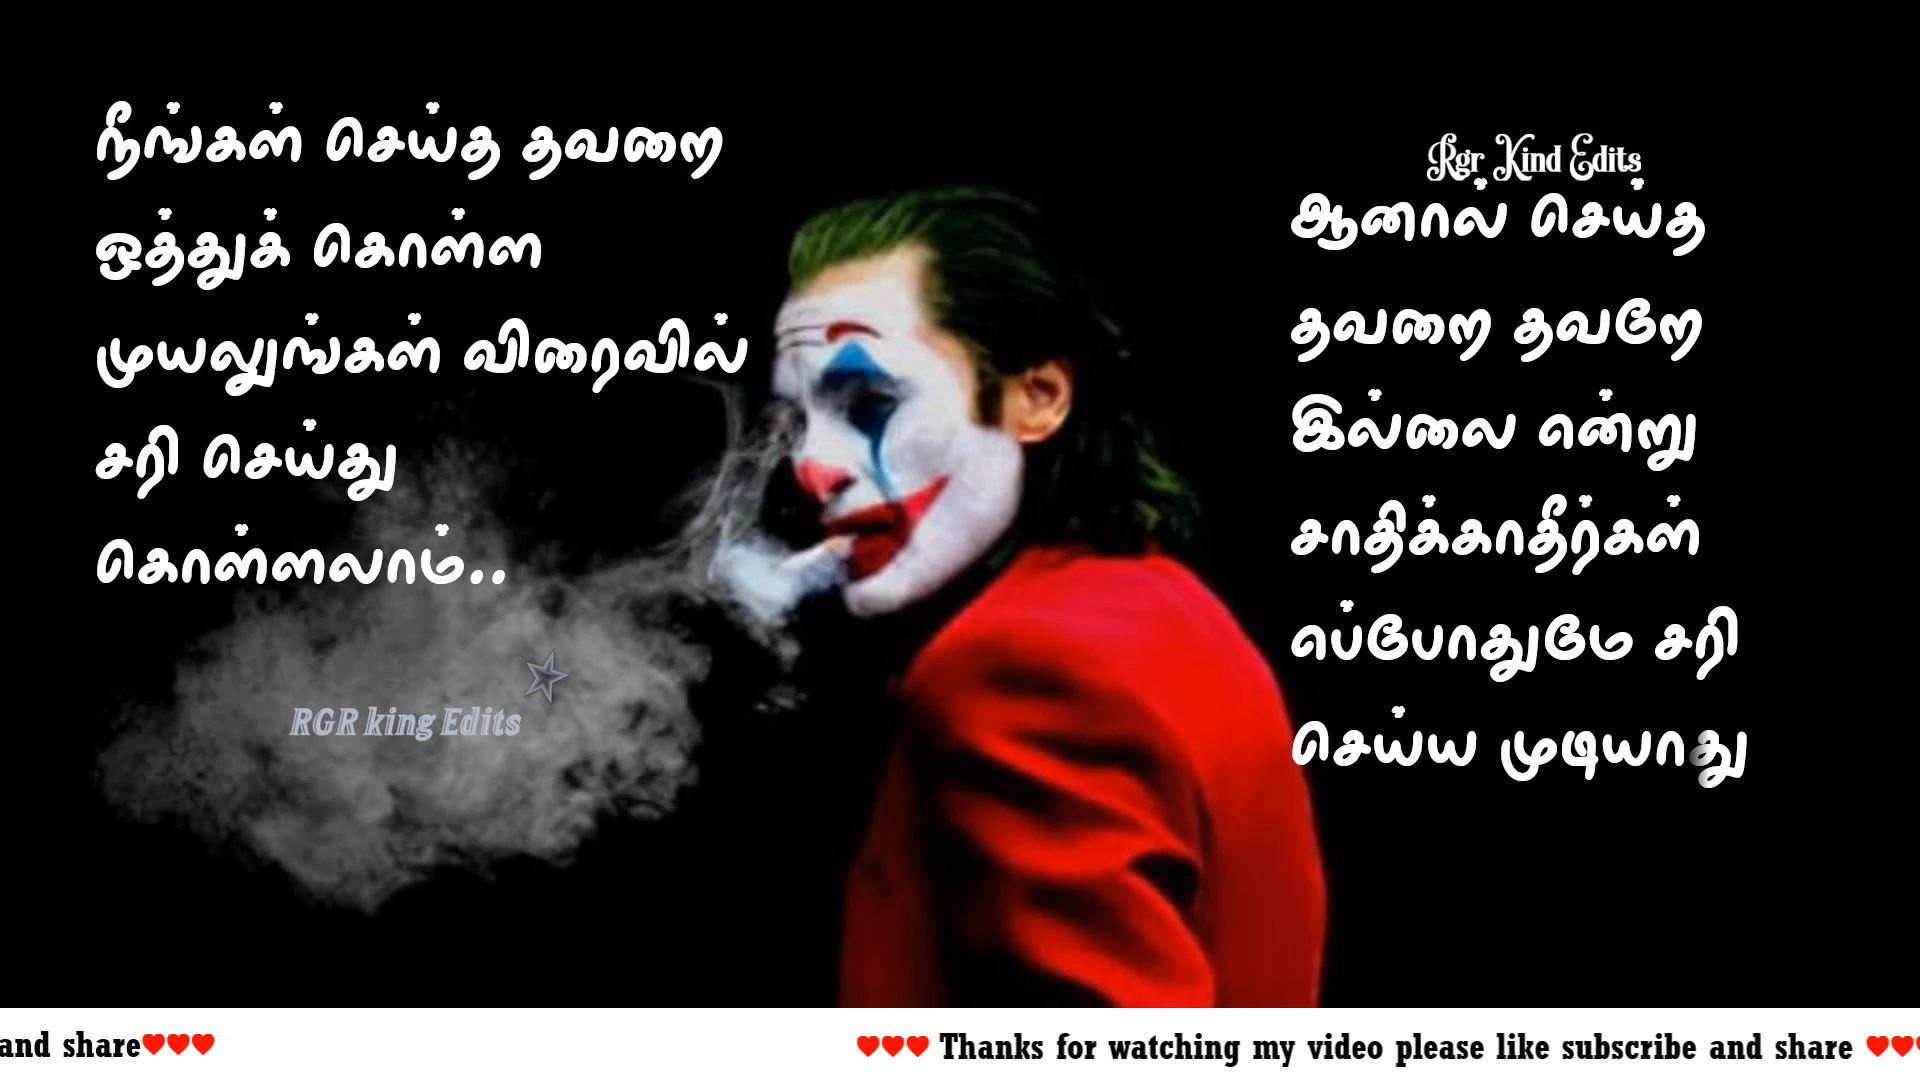 நீங்கள் செய்த தவறை
ஒத்துக் கொள்ள
முயலுங்கள் விரைவில்
சரி செய்து
கொள்ளலாம்..
RGR king Edits
Rgr Kind Edits
ஆனால் செய்த
தவறை தவறே
இல்லை என்று
சாதிக்காதீர்கள்
எப்போதுமே சரி
செய்ய முடியாது
and share❤❤❤
❤❤❤ Thanks for watching my video please like subscribe and share ❤❤❤